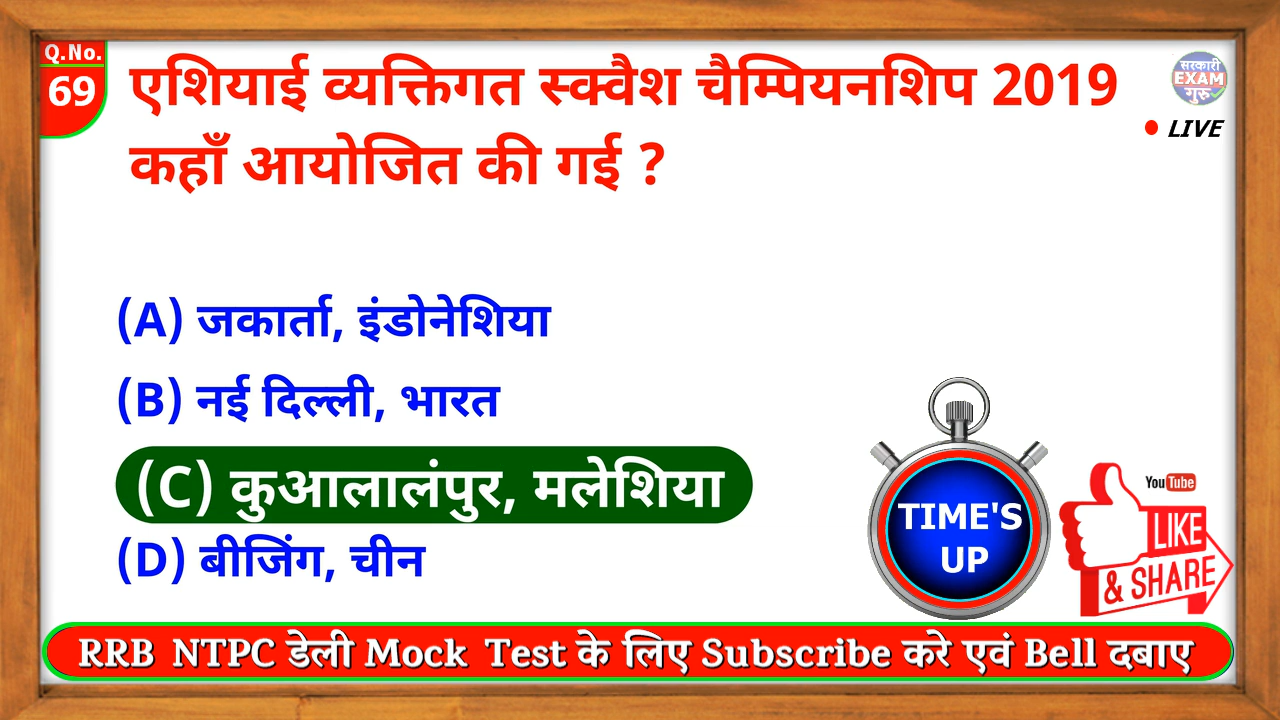 Q.No.
69
एशियाई व्यक्तिगत स्क्वैश चैम्पियनशिप 2019
कहाँ आयोजित की गई ?
सरकारी
EXAM
गुरु
LIVE
(A) जकार्ता, इंडोनेशिया
(B) नई दिल्ली, भारत
(C) कुआलालंपुर, मलेशिया
(D) बीजिंग, चीन
TIME'S
UP
YouTube
LIKE
& SHARE
RRB NTPC डेली Mock Test के लिए Subscribe करे एवं Bell दबाए